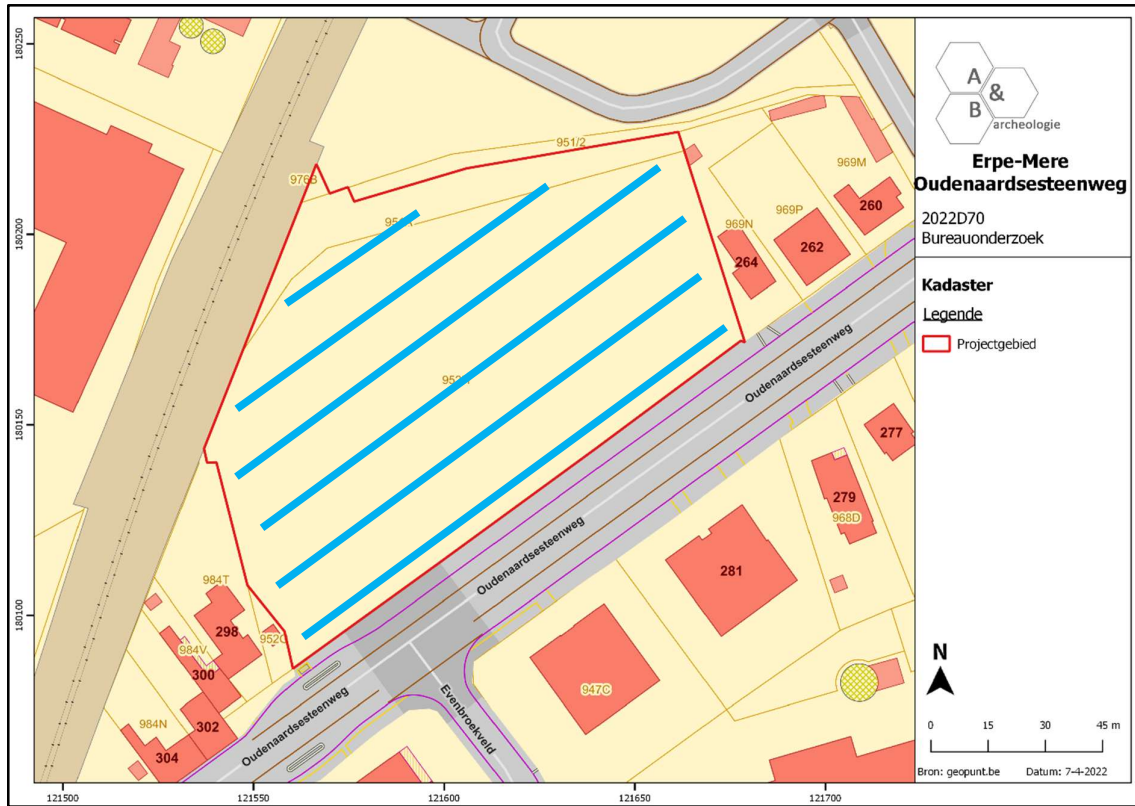 180250
180200
180150
180100
121500
121550
121600
121650
121700
976B
951/2
969M
969P
969N
260
262
264
Oudenaardsesteenweg
Oudenaardsesteenweg
Oudenaardsesteenweg
Oudenaardsesteenweg
Evenbroekveld
277
279
968D
281
947C
984T
298
952C
984V
300
302
984N
304
A
&
B
archeologie
Erpe-Mere
Oudenaardsesteenweg
2022D70
Bureauonderzoek
Kadaster
Legende
Projectgebied
N
0 15 30 45 m
Bron: geopunt.be Datum: 7-4-2022